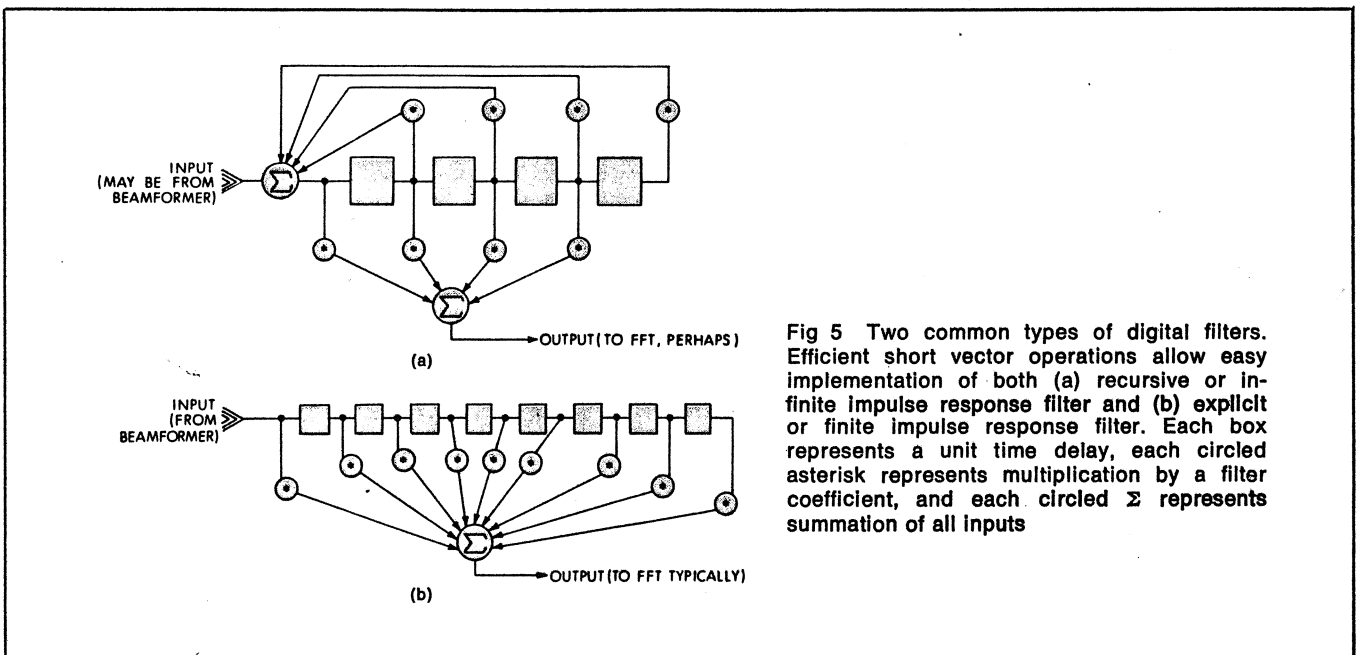 INPUT
(MAY BE FROM
BEAMFORMER)
Σ
Σ
OUTPUT (TO FFT, PERHAPS)
(a)
INPUT
(FROM
BEAMFORMER)
Σ
OUTPUT (TO FFT TYPICALLY)
(b)
Fig 5 Two common types of digital filters.
Efficient short vector operations allow easy
implementation of both (a) recursive or in-
finite impulse response filter and (b) explicit
or finite impulse response filter. Each box
represents a unit time delay, each circled
asterisk represents multiplication by a filter
coefficient, and each circled Σ represents
summation of all inputs